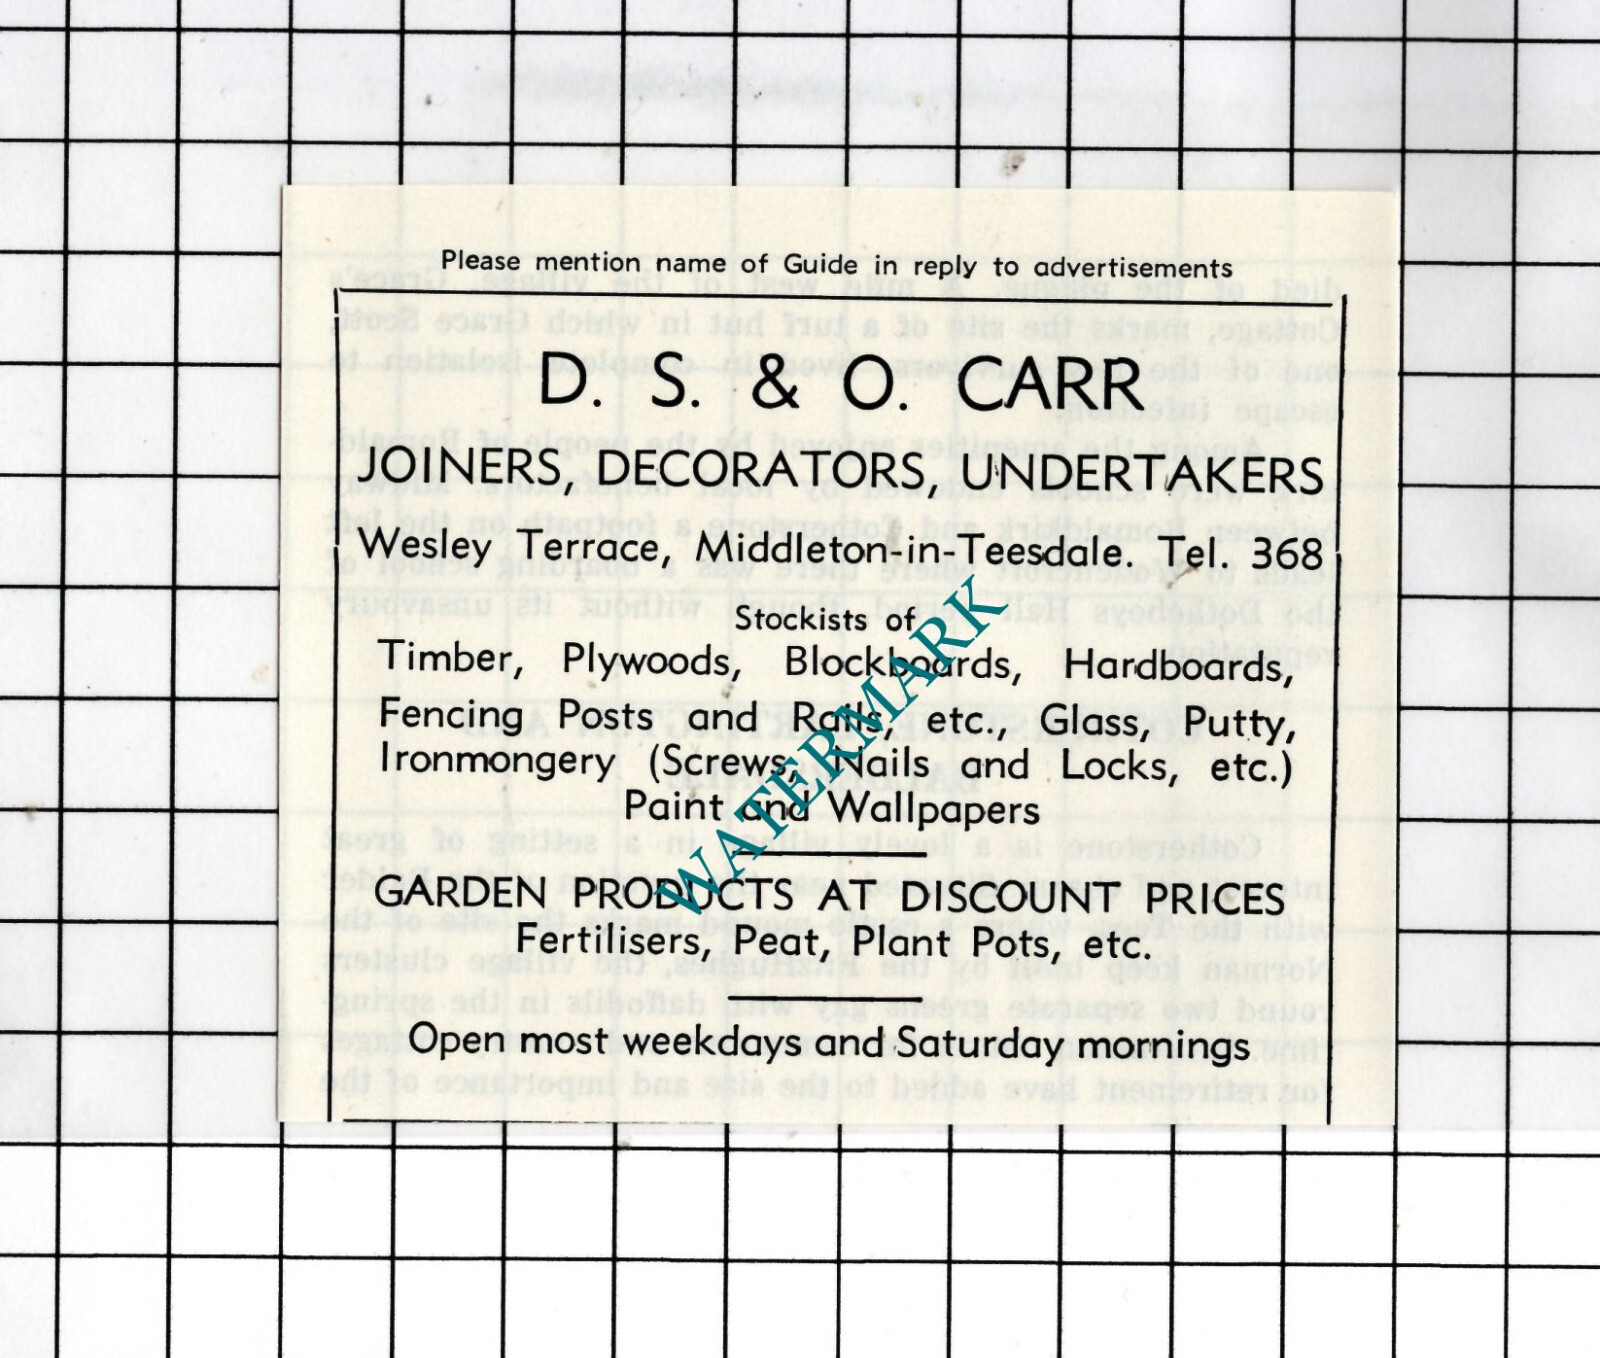 Please mention name of Guide in reply to advertisements
D. S. & O. CARR
JOINERS, DECORATORS, UNDERTAKERS
Wesley Terrace, Middleton-in-Teesdale. Tel. 368
Stockists of
Timber, Plywoods, Blockboards, Hardboards,
Fencing Posts and Rails, etc., Glass, Putty,
Ironmongery (Screws, Nails and Locks, etc.)
Paint and Wallpapers
GARDEN PRODUCTS AT DISCOUNT PRICES
Fertilisers, Peat, Plant Pots, etc.
Open most weekdays and Saturday mornings
WATERMARK